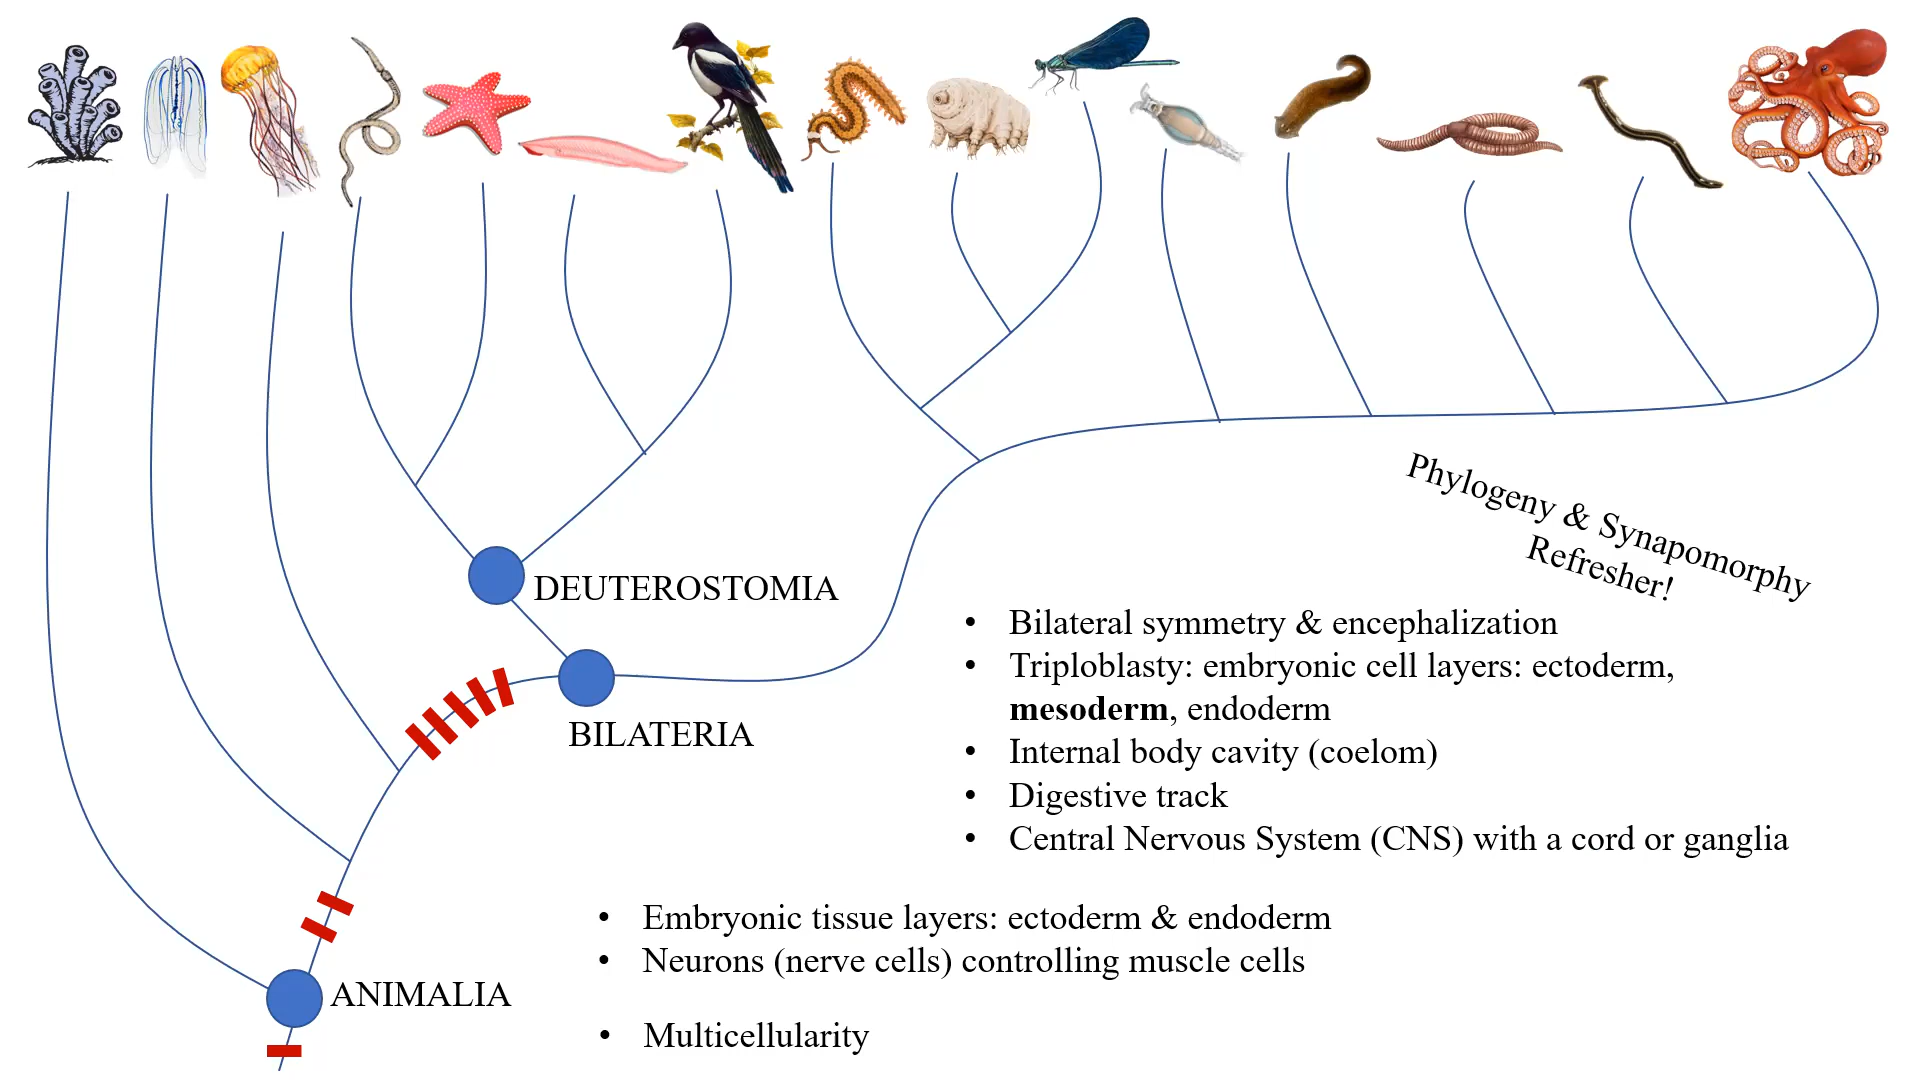 Phylogeny & Synapomorphy
Refresher!
DEUTEROSTOMIA
• Bilateral symmetry & encephalization
• Triploblasty: embryonic cell layers: ectoderm,
mesoderm, endoderm
BILATERIA
• Internal body cavity (coelom)
• Digestive track
• Central Nervous System (CNS) with a cord or ganglia
• Embryonic tissue layers: ectoderm & endoderm
• Neurons (nerve cells) controlling muscle cells
ANIMALIA
• Multicellularity